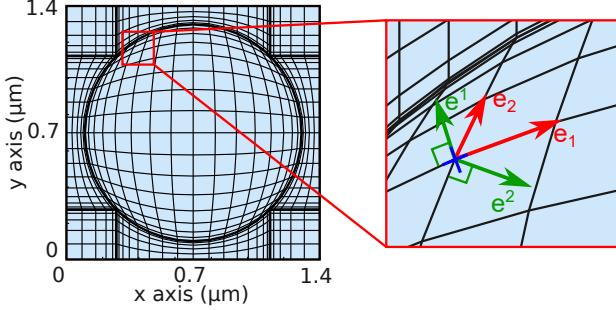 1.4
0.7
0
y axis (μm)
0
0.7
1.4
x axis (μm)
e¹
e₂
e₁
e²